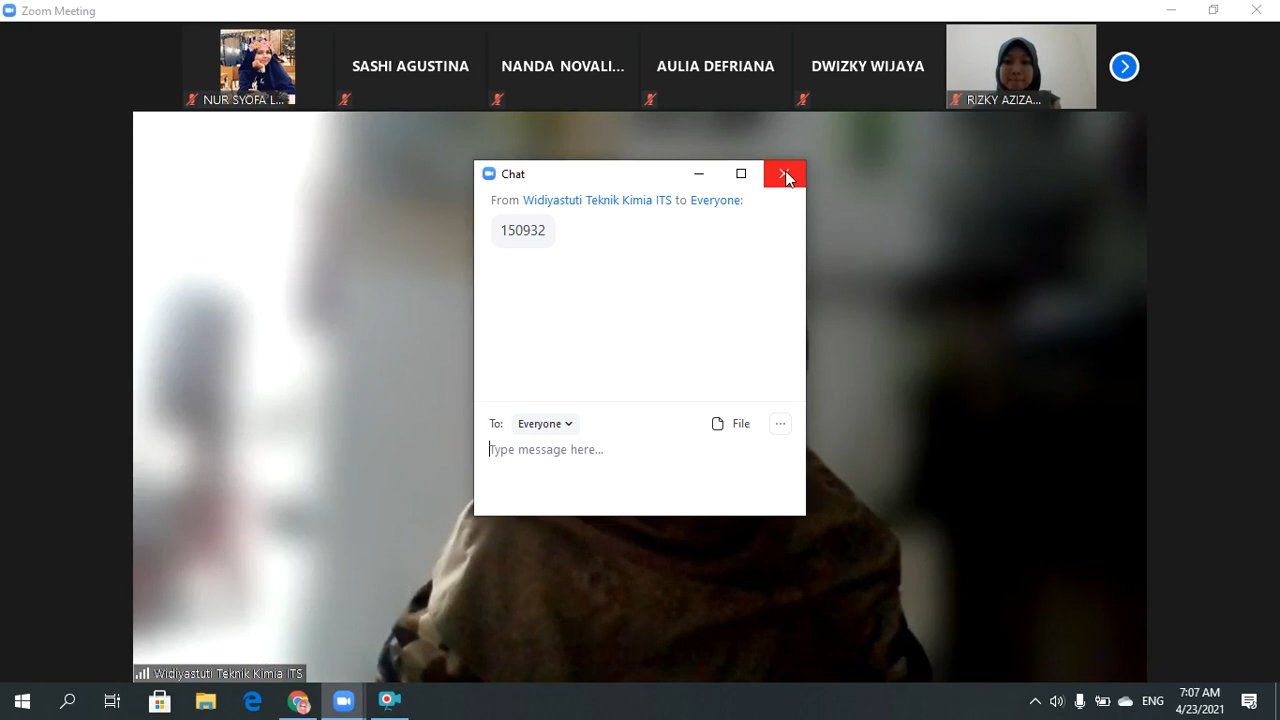 Zoom Meeting
NUR SYOFA L...
SASHI AGUSTINA
NANDA NOVALI...
AULIA DEFRIANA
DWIZKY WIJAYA
RIZKY AZIZA...
Chat
From Widiyastuti Teknik Kimia ITS to Everyone:
150932
To: Everyone File ...
Type message here...
Widiyastuti Teknik Kimia ITS
ENG
7:07 AM
4/23/2021